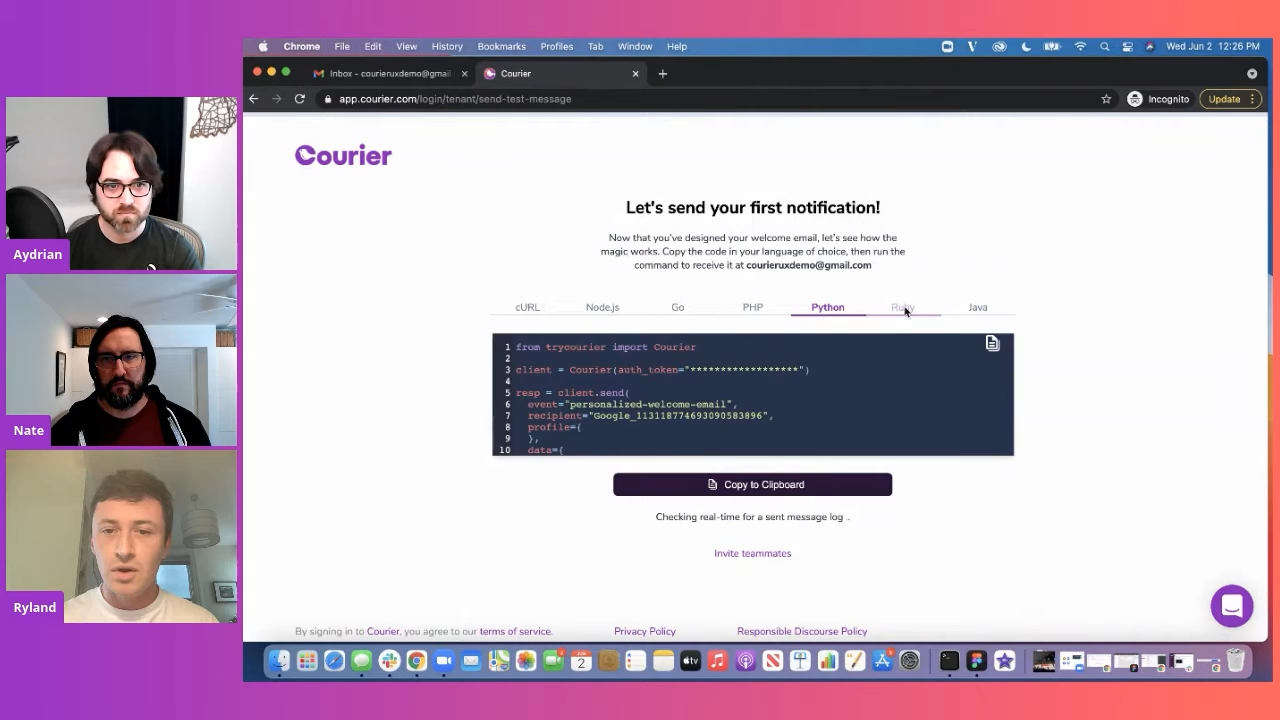 Chrome File Edit View History Bookmarks Profiles Tab Window Help Wed Jun 2 12:26 PM
Inbox - courieruxdemo@gmail Courier
app.courier.com/login/tenant/send-test-message Incognito Update
Courier
Let's send your first notification!
Now that you've designed your welcome email, let's see how the
magic works. Copy the code in your language of choice, then run the
command to receive it at courieruxdemo@gmail.com
cURL Node.js Go PHP Python Ruby Java
1 from trycourier import Courier
2
3 client = Courier(auth_token="******************")
4
5 resp = client.send(
6 event="personalized-welcome-email",
7 recipient="Google_113118774693090583896",
8 profile={
9 },
10 data={
Copy to Clipboard
Checking real-time for a sent message log ..
Invite teammates
By signing in to Courier, you agree to our terms of service. Privacy Policy Responsible Discourse Policy
Aydrian
Nate
Ryland
2
tv